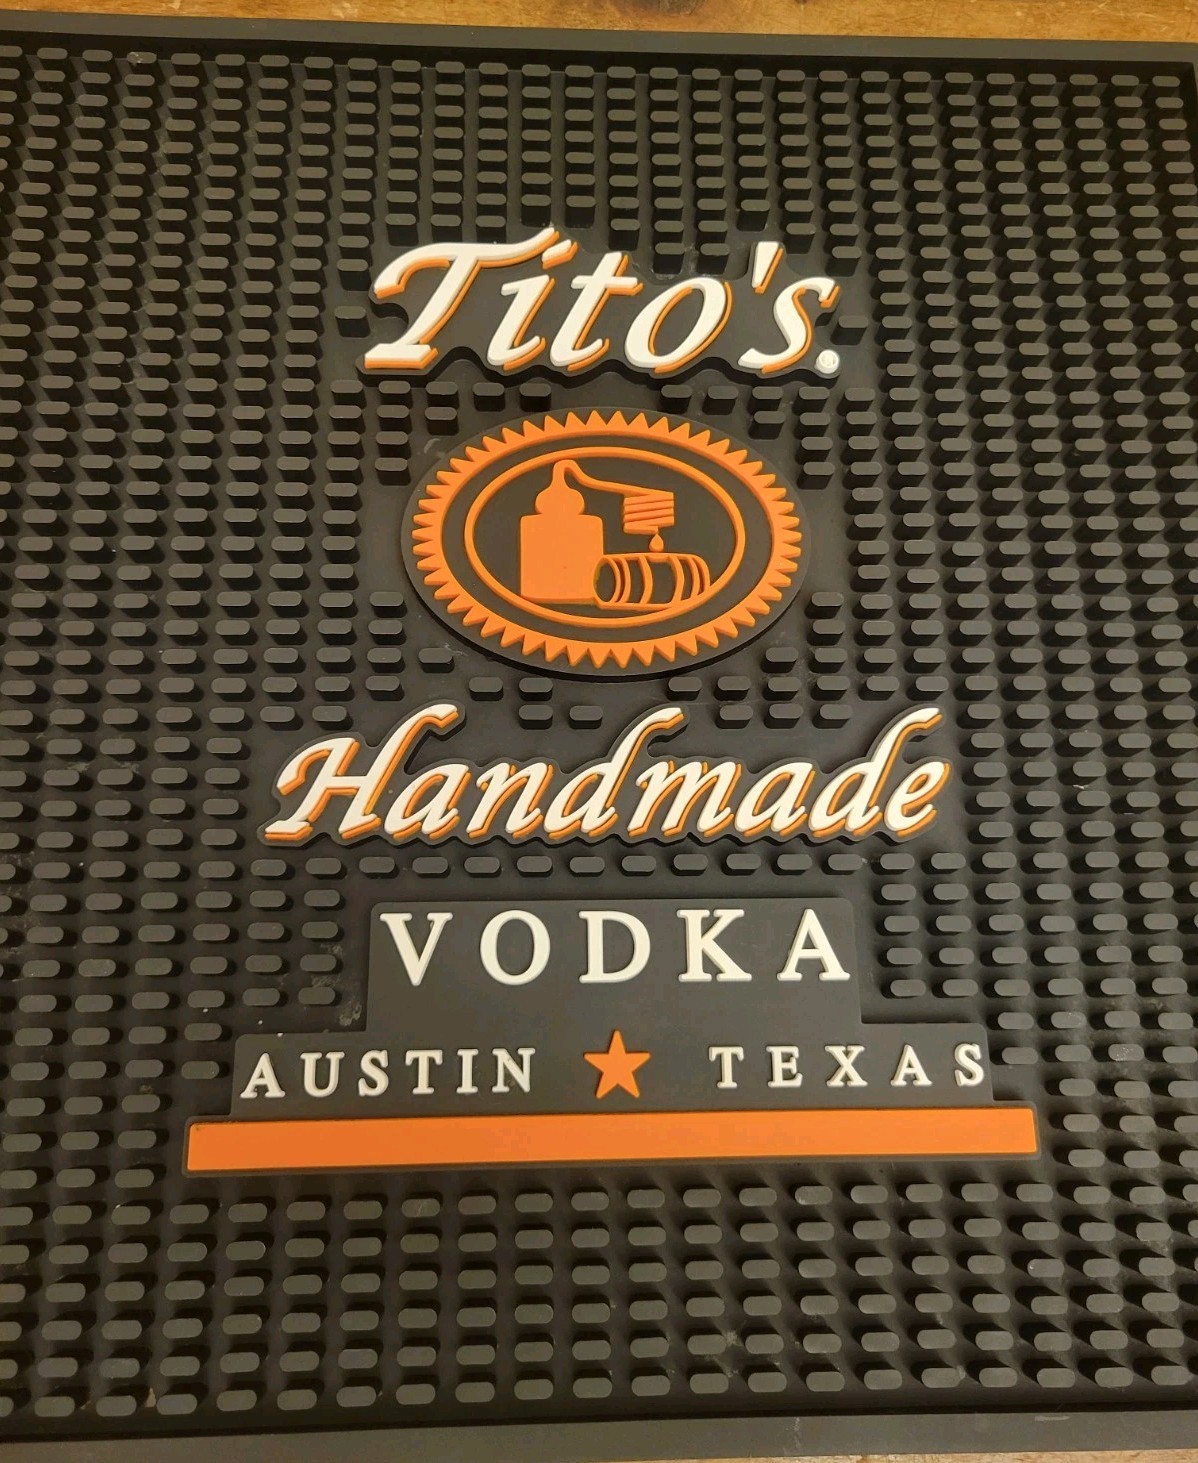 Tito's®
Handmade
VODKA
AUSTIN ★ TEXAS